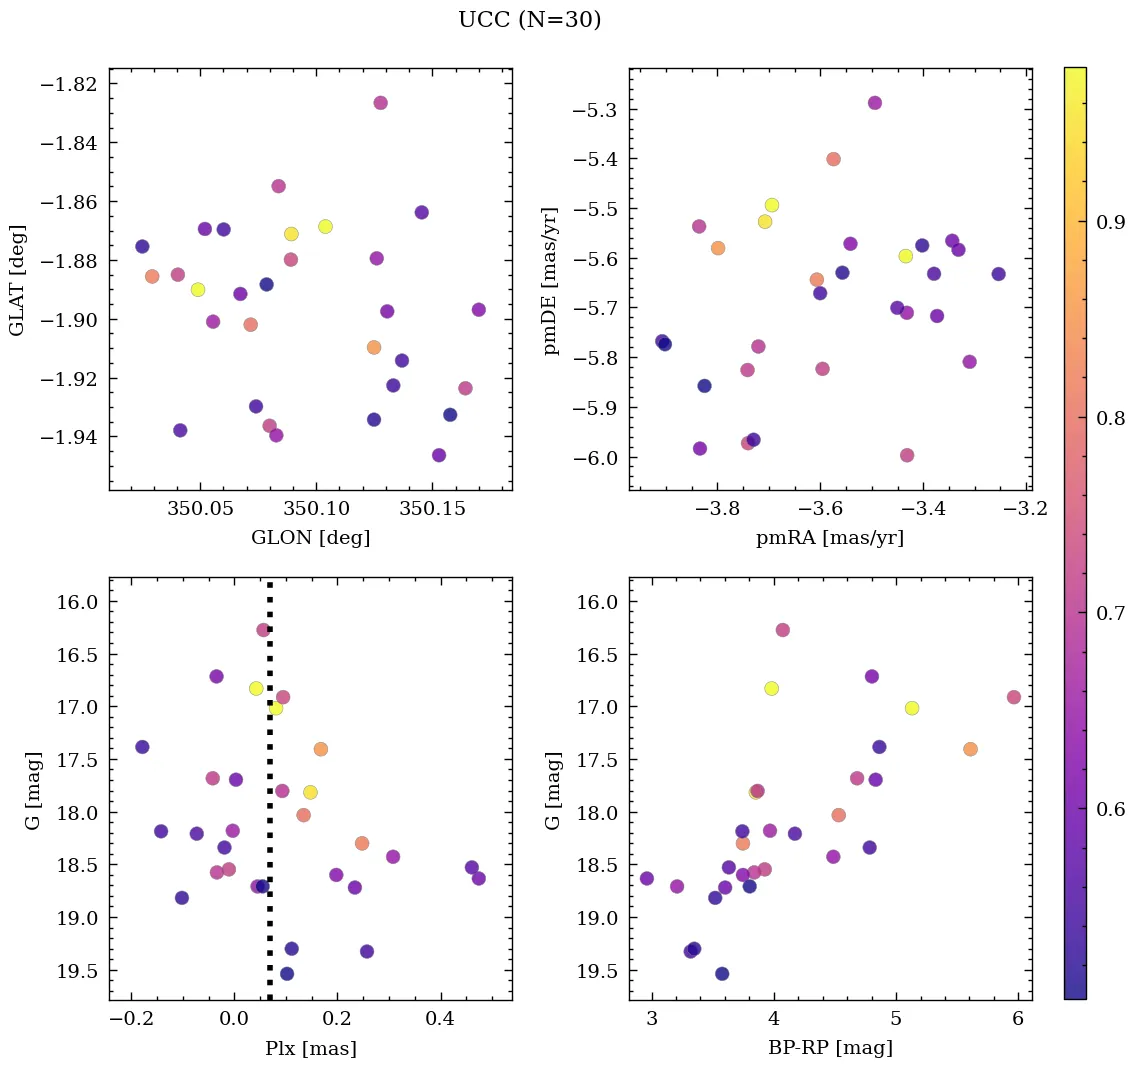 UCC (N=30)
−1.82
−1.84
−1.86
−1.88
−1.90
−1.92
−1.94
GLAT [deg]
350.05 350.10 350.15
GLON [deg]
−5.3
−5.4
−5.5
−5.6
−5.7
−5.8
−5.9
−6.0
pmDE [mas/yr]
−3.8 −3.6 −3.4 −3.2
pmRA [mas/yr]
0.9
0.8
0.7
0.6
16.0
16.5
17.0
17.5
18.0
18.5
19.0
19.5
G [mag]
−0.2 0.0 0.2 0.4
Plx [mas]
16.0
16.5
17.0
17.5
18.0
18.5
19.0
19.5
G [mag]
3 4 5 6
BP-RP [mag]